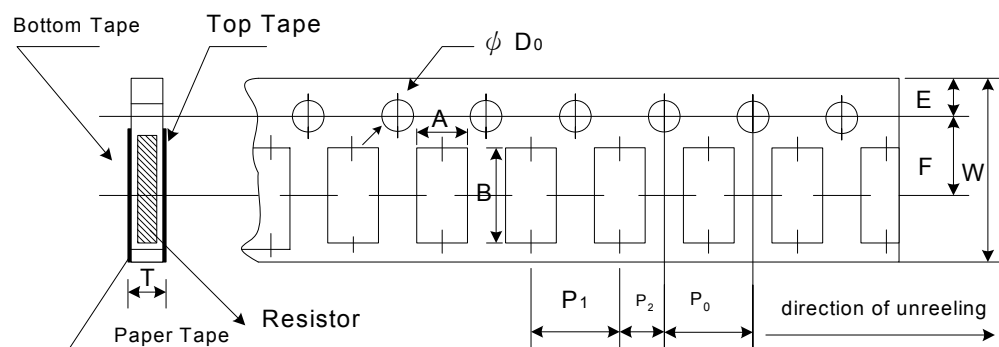 Bottom Tape
Top Tape
ϕ D0
E
A
F
W
B
T
P1
P2
P0
direction of unreeling
Resistor
Paper Tape